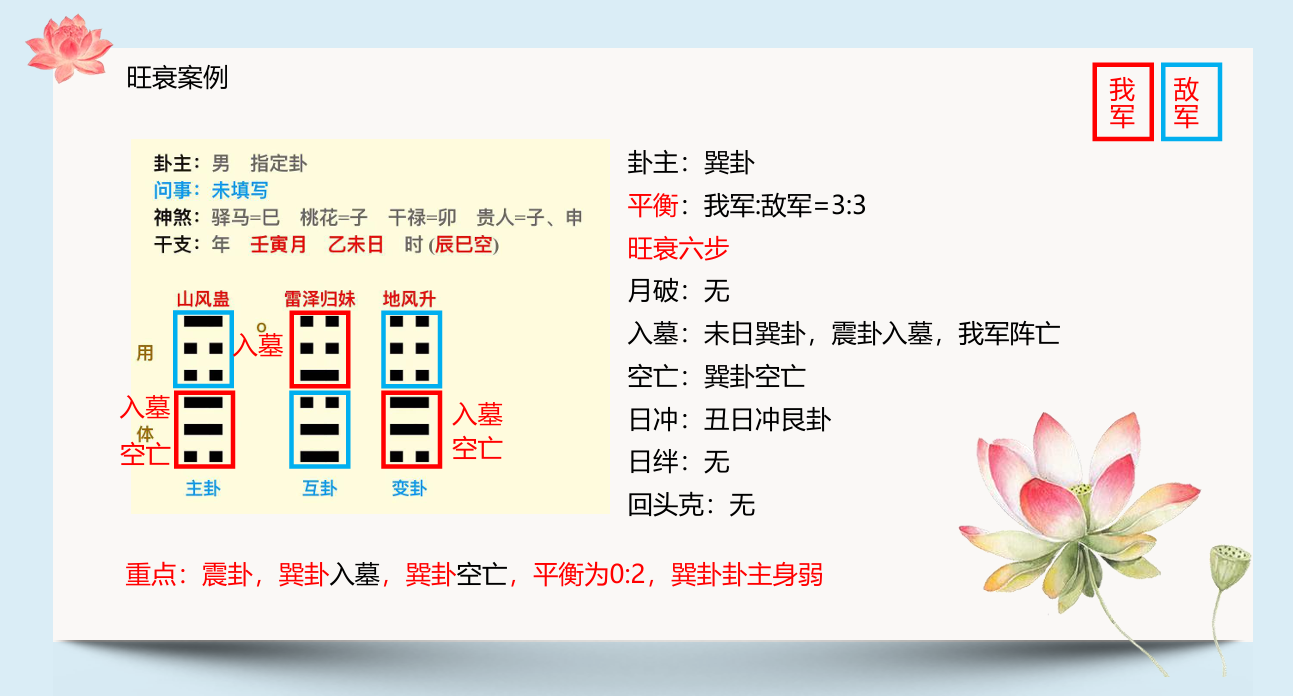 旺衰案例
我军
敌军
卦主：男 指定卦
问事：未填写
神煞：驿马=巳 桃花=子 干禄=卯 贵人=子、申
干支：年 壬寅月 乙未日 时 (辰巳空)
山风蛊 雷泽归妹 地风升
o
用
入墓
入墓
体
空亡
入墓
空亡
主卦 互卦 变卦
卦主：巽卦
平衡：我军:敌军=3:3
旺衰六步
月破：无
入墓：未日巽卦，震卦入墓，我军阵亡
空亡：巽卦空亡
日冲：丑日冲艮卦
日绊：无
回头克：无
重点：震卦，巽卦入墓，巽卦空亡，平衡为0:2，巽卦卦主身弱